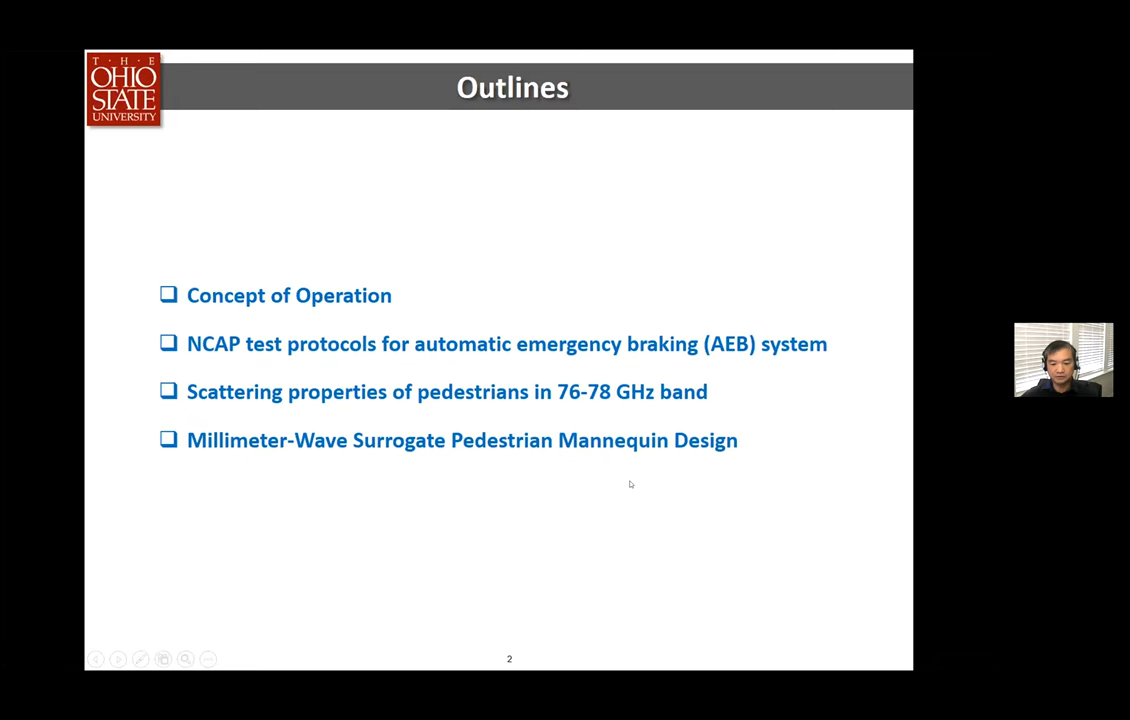 T · H · E
OHIO
STATE
UNIVERSITY
Outlines
Concept of Operation
NCAP test protocols for automatic emergency braking (AEB) system
Scattering properties of pedestrians in 76-78 GHz band
Millimeter-Wave Surrogate Pedestrian Mannequin Design
2